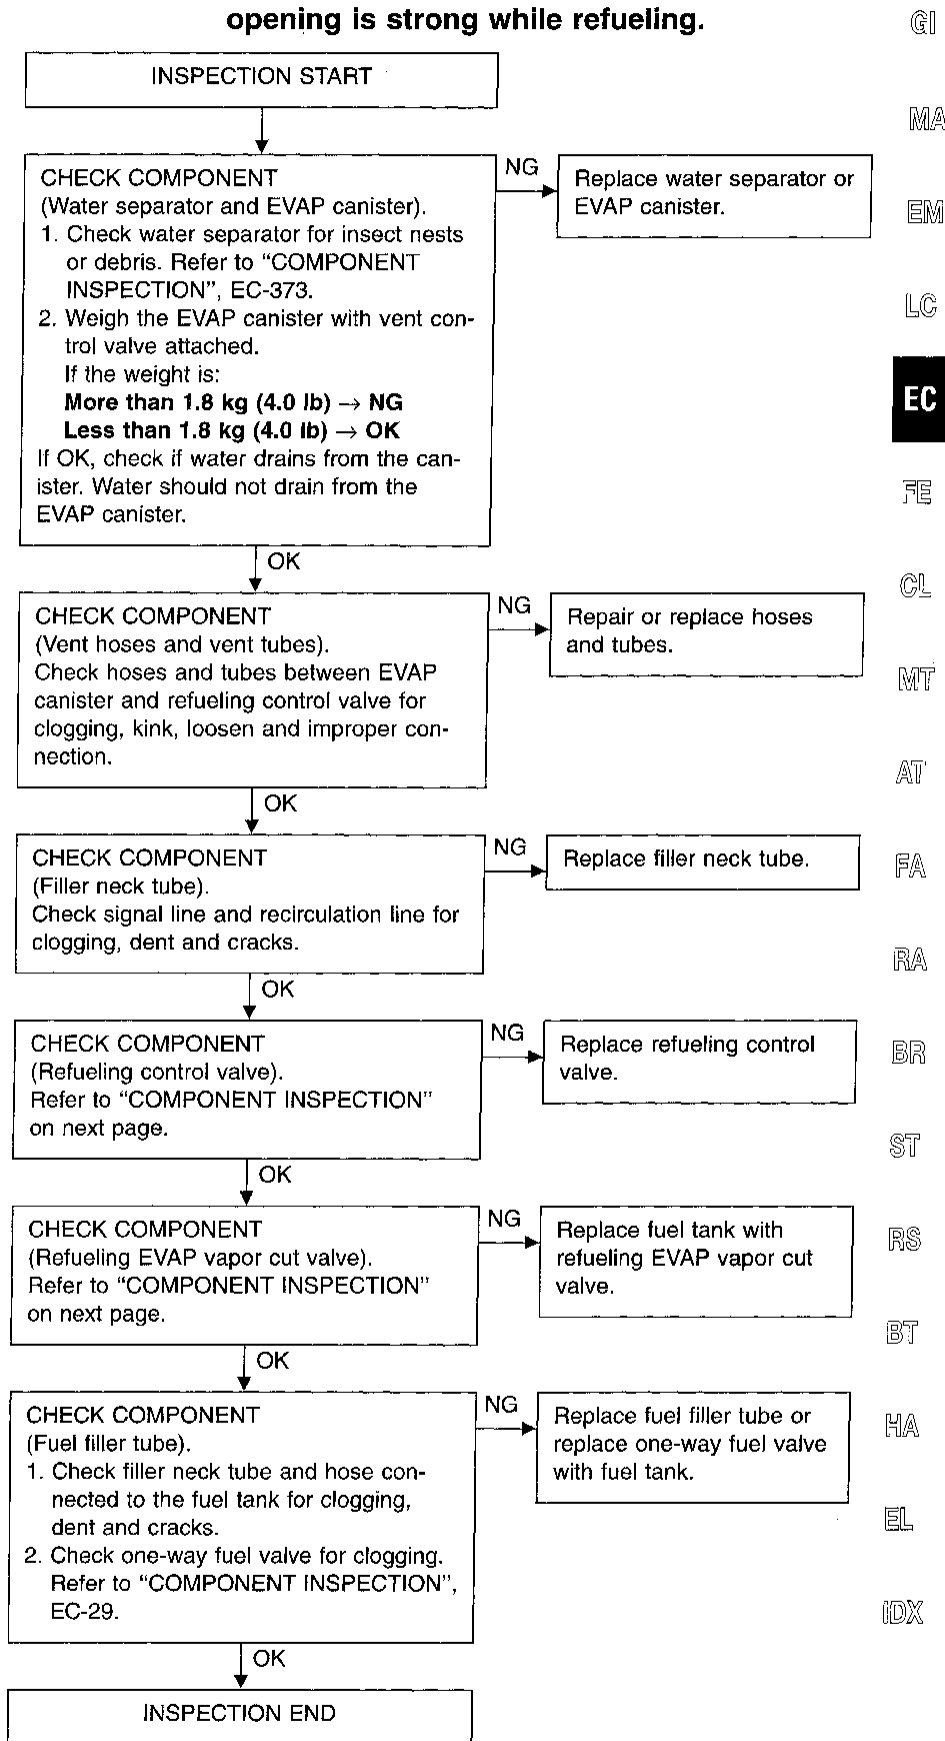 opening is strong while refueling.
INSPECTION START
CHECK COMPONENT
(Water separator and EVAP canister).
1. Check water separator for insect nests
or debris. Refer to “COMPONENT
INSPECTION”, EC-373.
2. Weigh the EVAP canister with vent con-
trol valve attached.
If the weight is:
More than 1.8 kg (4.0 lb) → NG
Less than 1.8 kg (4.0 lb) → OK
If OK, check if water drains from the can-
ister. Water should not drain from the
EVAP canister.
NG
Replace water separator or
EVAP canister.
OK
CHECK COMPONENT
(Vent hoses and vent tubes).
Check hoses and tubes between EVAP
canister and refueling control valve for
clogging, kink, loosen and improper con-
nection.
NG
Repair or replace hoses
and tubes.
OK
CHECK COMPONENT
(Filler neck tube).
Check signal line and recirculation line for
clogging, dent and cracks.
NG
Replace filler neck tube.
OK
CHECK COMPONENT
(Refueling control valve).
Refer to “COMPONENT INSPECTION”
on next page.
NG
Replace refueling control
valve.
OK
CHECK COMPONENT
(Refueling EVAP vapor cut valve).
Refer to “COMPONENT INSPECTION”
on next page.
NG
Replace fuel tank with
refueling EVAP vapor cut
valve.
OK
CHECK COMPONENT
(Fuel filler tube).
1. Check filler neck tube and hose con-
nected to the fuel tank for clogging,
dent and cracks.
2. Check one-way fuel valve for clogging.
Refer to “COMPONENT INSPECTION”,
EC-29.
NG
Replace fuel filler tube or
replace one-way fuel valve
with fuel tank.
OK
INSPECTION END
GI
MA
EM
LC
EC
FE
CL
MT
AT
FA
RA
BR
ST
RS
BT
HA
EL
IDX